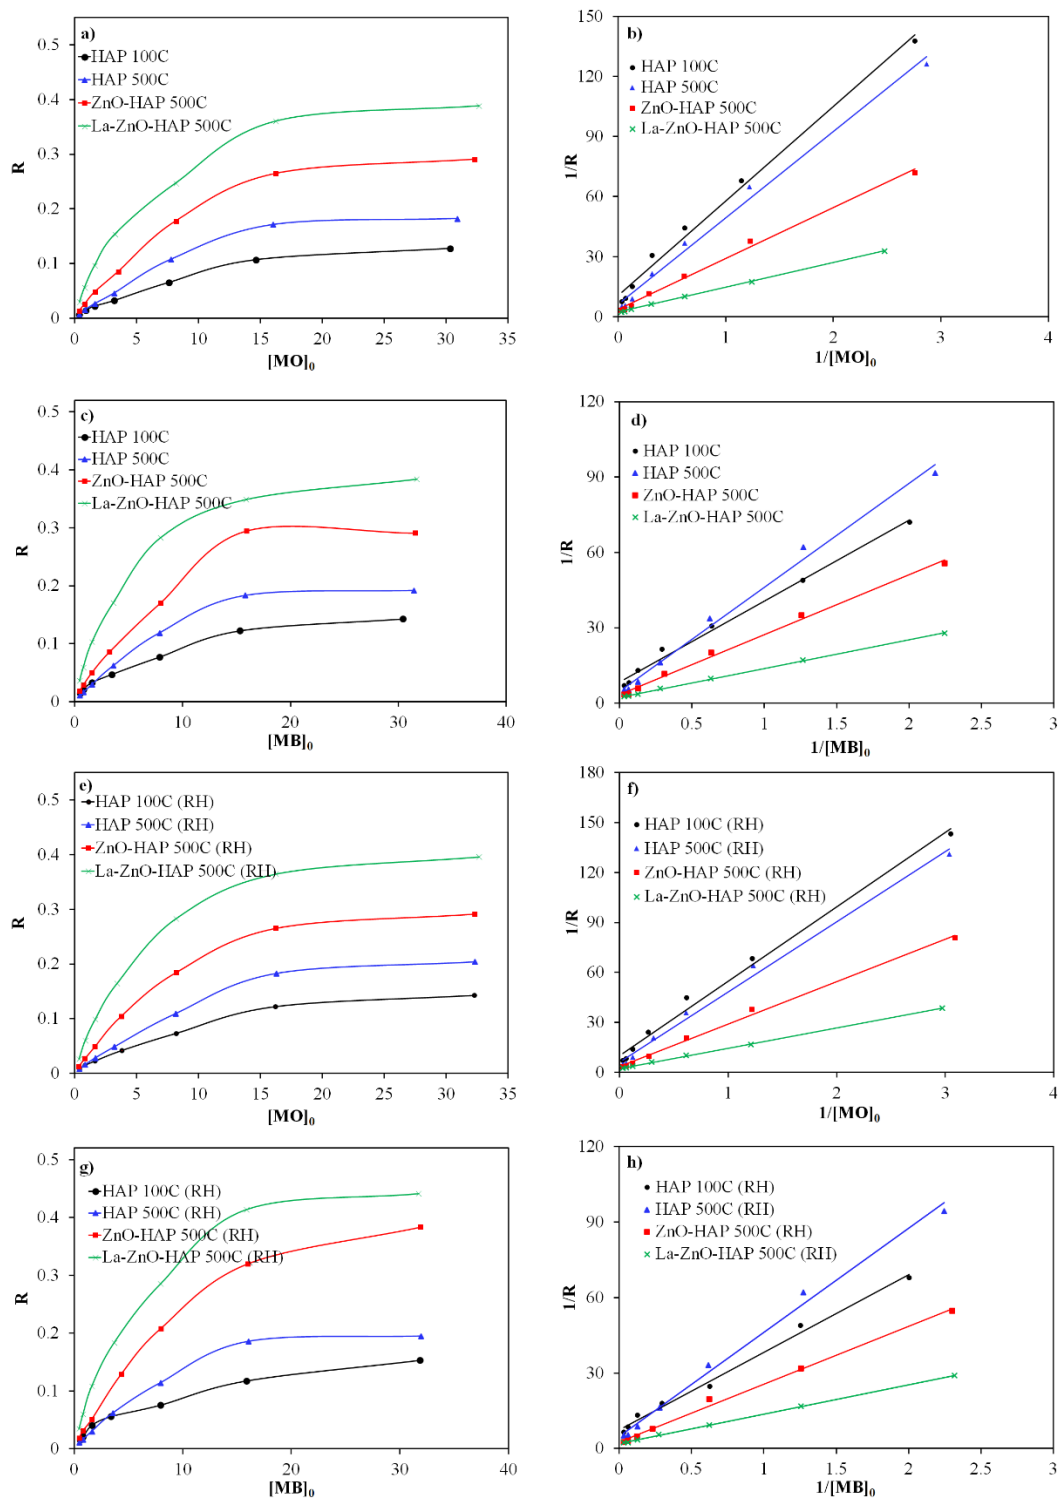 a)
HAP 100C
HAP 500C
ZnO-HAP 500C
La-ZnO-HAP 500C
0.5
0.4
0.3
0.2
0.1
0
R
0 5 10 15 20 25 30 35
[MO]0
b)
HAP 100C
HAP 500C
ZnO-HAP 500C
La-ZnO-HAP 500C
150
120
90
60
30
0
1/R
0 1 2 3 4
1/[MO]0
c)
HAP 100C
HAP 500C
ZnO-HAP 500C
La-ZnO-HAP 500C
0.5
0.4
0.3
0.2
0.1
0
R
0 10 20 30 40
[MB]0
d)
HAP 100C
HAP 500C
ZnO-HAP 500C
La-ZnO-HAP 500C
120
90
60
30
0
1/R
0 0.5 1 1.5 2 2.5 3
1/[MB]0
e)
HAP 100C (RH)
HAP 500C (RH)
ZnO-HAP 500C (RH)
La-ZnO-HAP 500C (RH)
0.5
0.4
0.3
0.2
0.1
0
R
0 5 10 15 20 25 30 35
[MO]0
f)
HAP 100C (RH)
HAP 500C (RH)
ZnO-HAP 500C (RH)
La-ZnO-HAP 500C (RH)
180
150
120
90
60
30
0
1/R
0 1 2 3 4
1/[MO]0
g)
HAP 100C (RH)
HAP 500C (RH)
ZnO-HAP 500C (RH)
La-ZnO-HAP 500C (RH)
0.5
0.4
0.3
0.2
0.1
0
R
0 10 20 30 40
[MB]0
h)
HAP 100C (RH)
HAP 500C (RH)
ZnO-HAP 500C (RH)
La-ZnO-HAP 500C (RH)
120
90
60
30
0
1/R
0 0.5 1 1.5 2 2.5 3
1/[MB]0